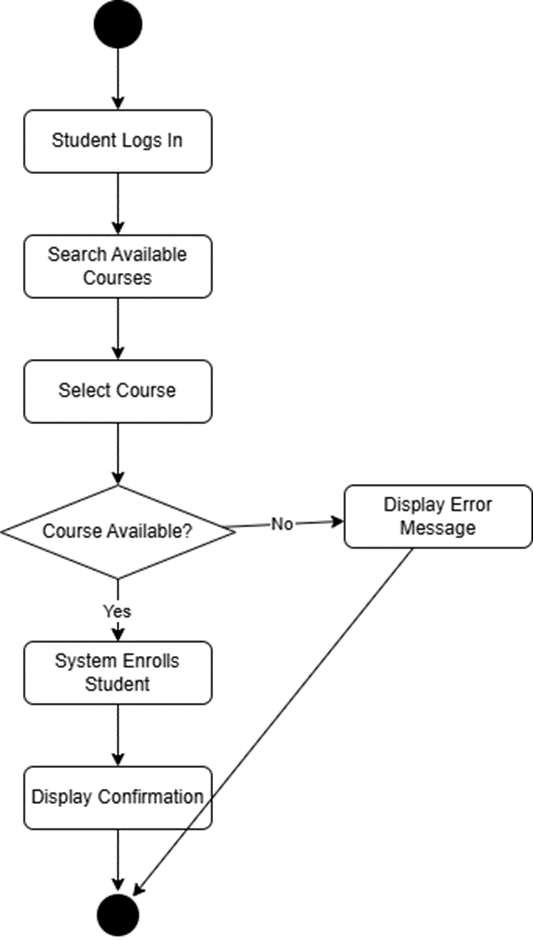 Student Logs In
Search Available
Courses
Select Course
Course Available?
No
Display Error
Message
Yes
System Enrolls
Student
Display Confirmation